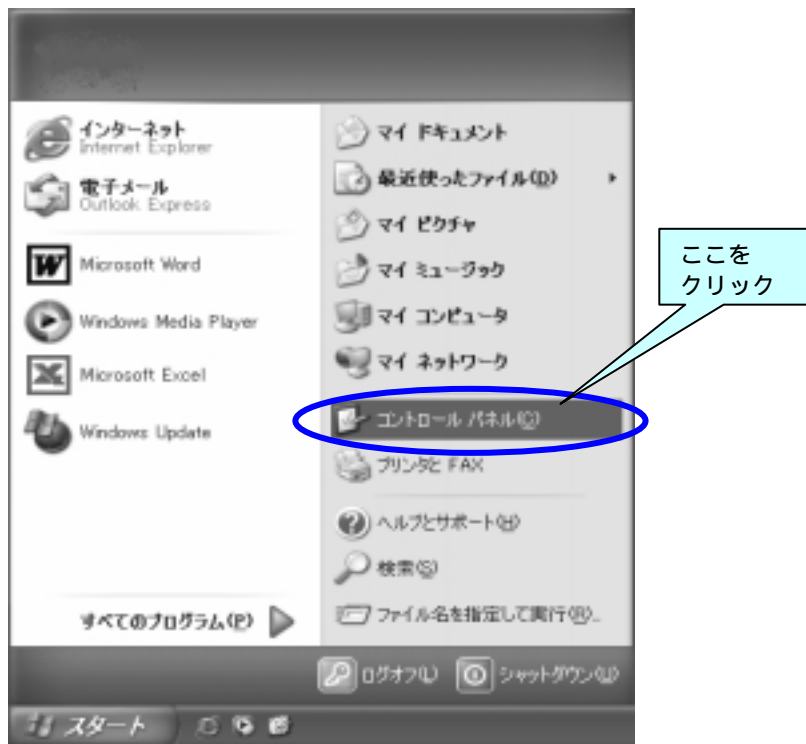 インターネット
Internet Explorer
電子メール
Outlook Express
Microsoft Word
Windows Media Player
Microsoft Excel
Windows Update
すべてのプログラム(P)
マイ ドキュメント
最近使ったファイル(D)
マイ ピクチャ
マイ ミュージック
マイ コンピュータ
マイ ネットワーク
コントロール パネル(C)
プリンタと FAX
ヘルプとサポート(H)
検索(S)
ファイル名を指定して実行(R)...
ここを
クリック
ログオフ(L)
シャットダウン(U)
スタート